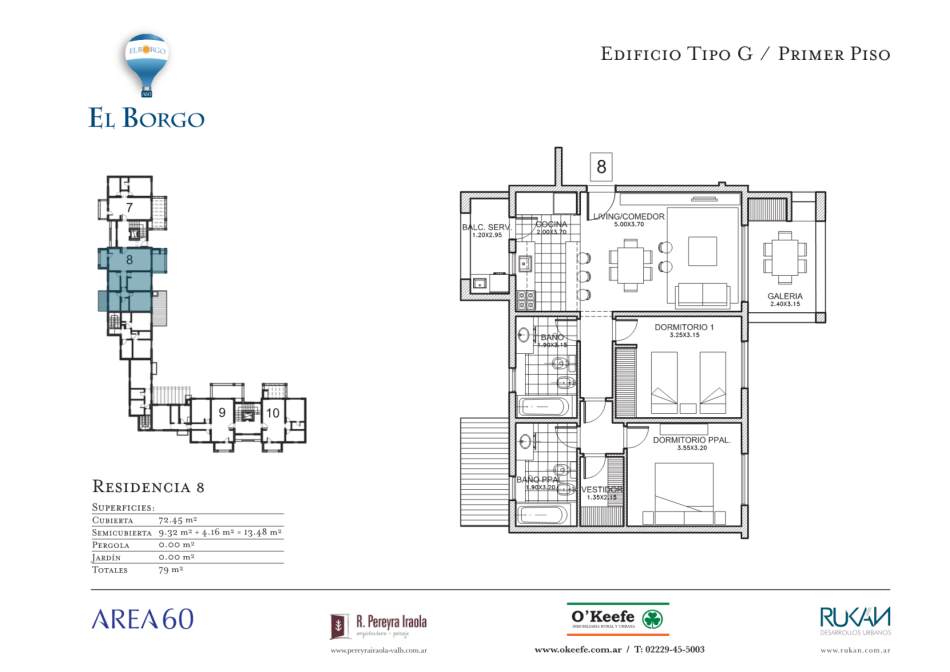 EL BORGO
EL BORGO
EDIFICIO TIPO G / PRIMER PISO
7
8
9
10
8
BALC. SERV.
1.20X2.95
COCINA
2.00X3.70
LIVING/COMEDOR
5.00X3.70
GALERIA
2.40X3.15
BAÑO
1.90X3.15
DORMITORIO 1
3.25X3.15
BAÑO PPAL.
1.90X3.20
VESTIDOR
1.35X2.15
DORMITORIO PPAL.
3.55X3.20
RESIDENCIA 8
SUPERFICIES:
CUBIERTA 72.45 m²
SEMICUBIERTA 9.32 m² + 4.16 m² = 13.48 m²
PERGOLA 0.00 m²
JARDÍN 0.00 m²
TOTALES 79 m²
AREA60
R. Pereyra Iraola
arquitectura - paisaje
www.pereyrairaola-valls.com.ar
O'Keefe
INMOBILIARIA RURAL Y URBANA
www.okeefe.com.ar / T: 02229-45-5003
RUKAN
DESARROLLOS URBANOS
www.rukan.com.ar